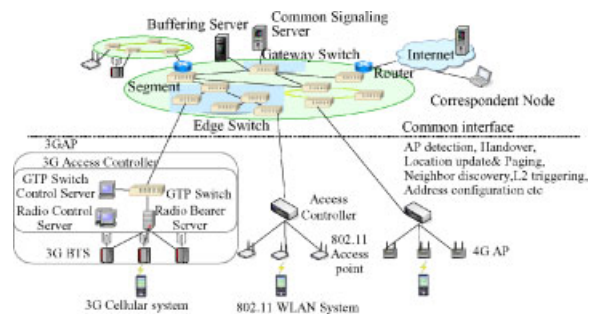 Buffering Server
Common Signaling
Server
Gateway Switch
Internet
Router
Segment
Correspondent Node
Edge Switch
Common interface
3GAP
3G Access Controller
AP detection, Handover,
Location update& Paging,
Neighbor discovery,L2 triggering,
Address configuration etc
GTP Switch
Control Server
GTP Switch
Radio Control
Server
Radio Bearer
Server
Access
Controller
802.11
Access
point
3G BTS
4G AP
3G Cellular system
802.11 WLAN System